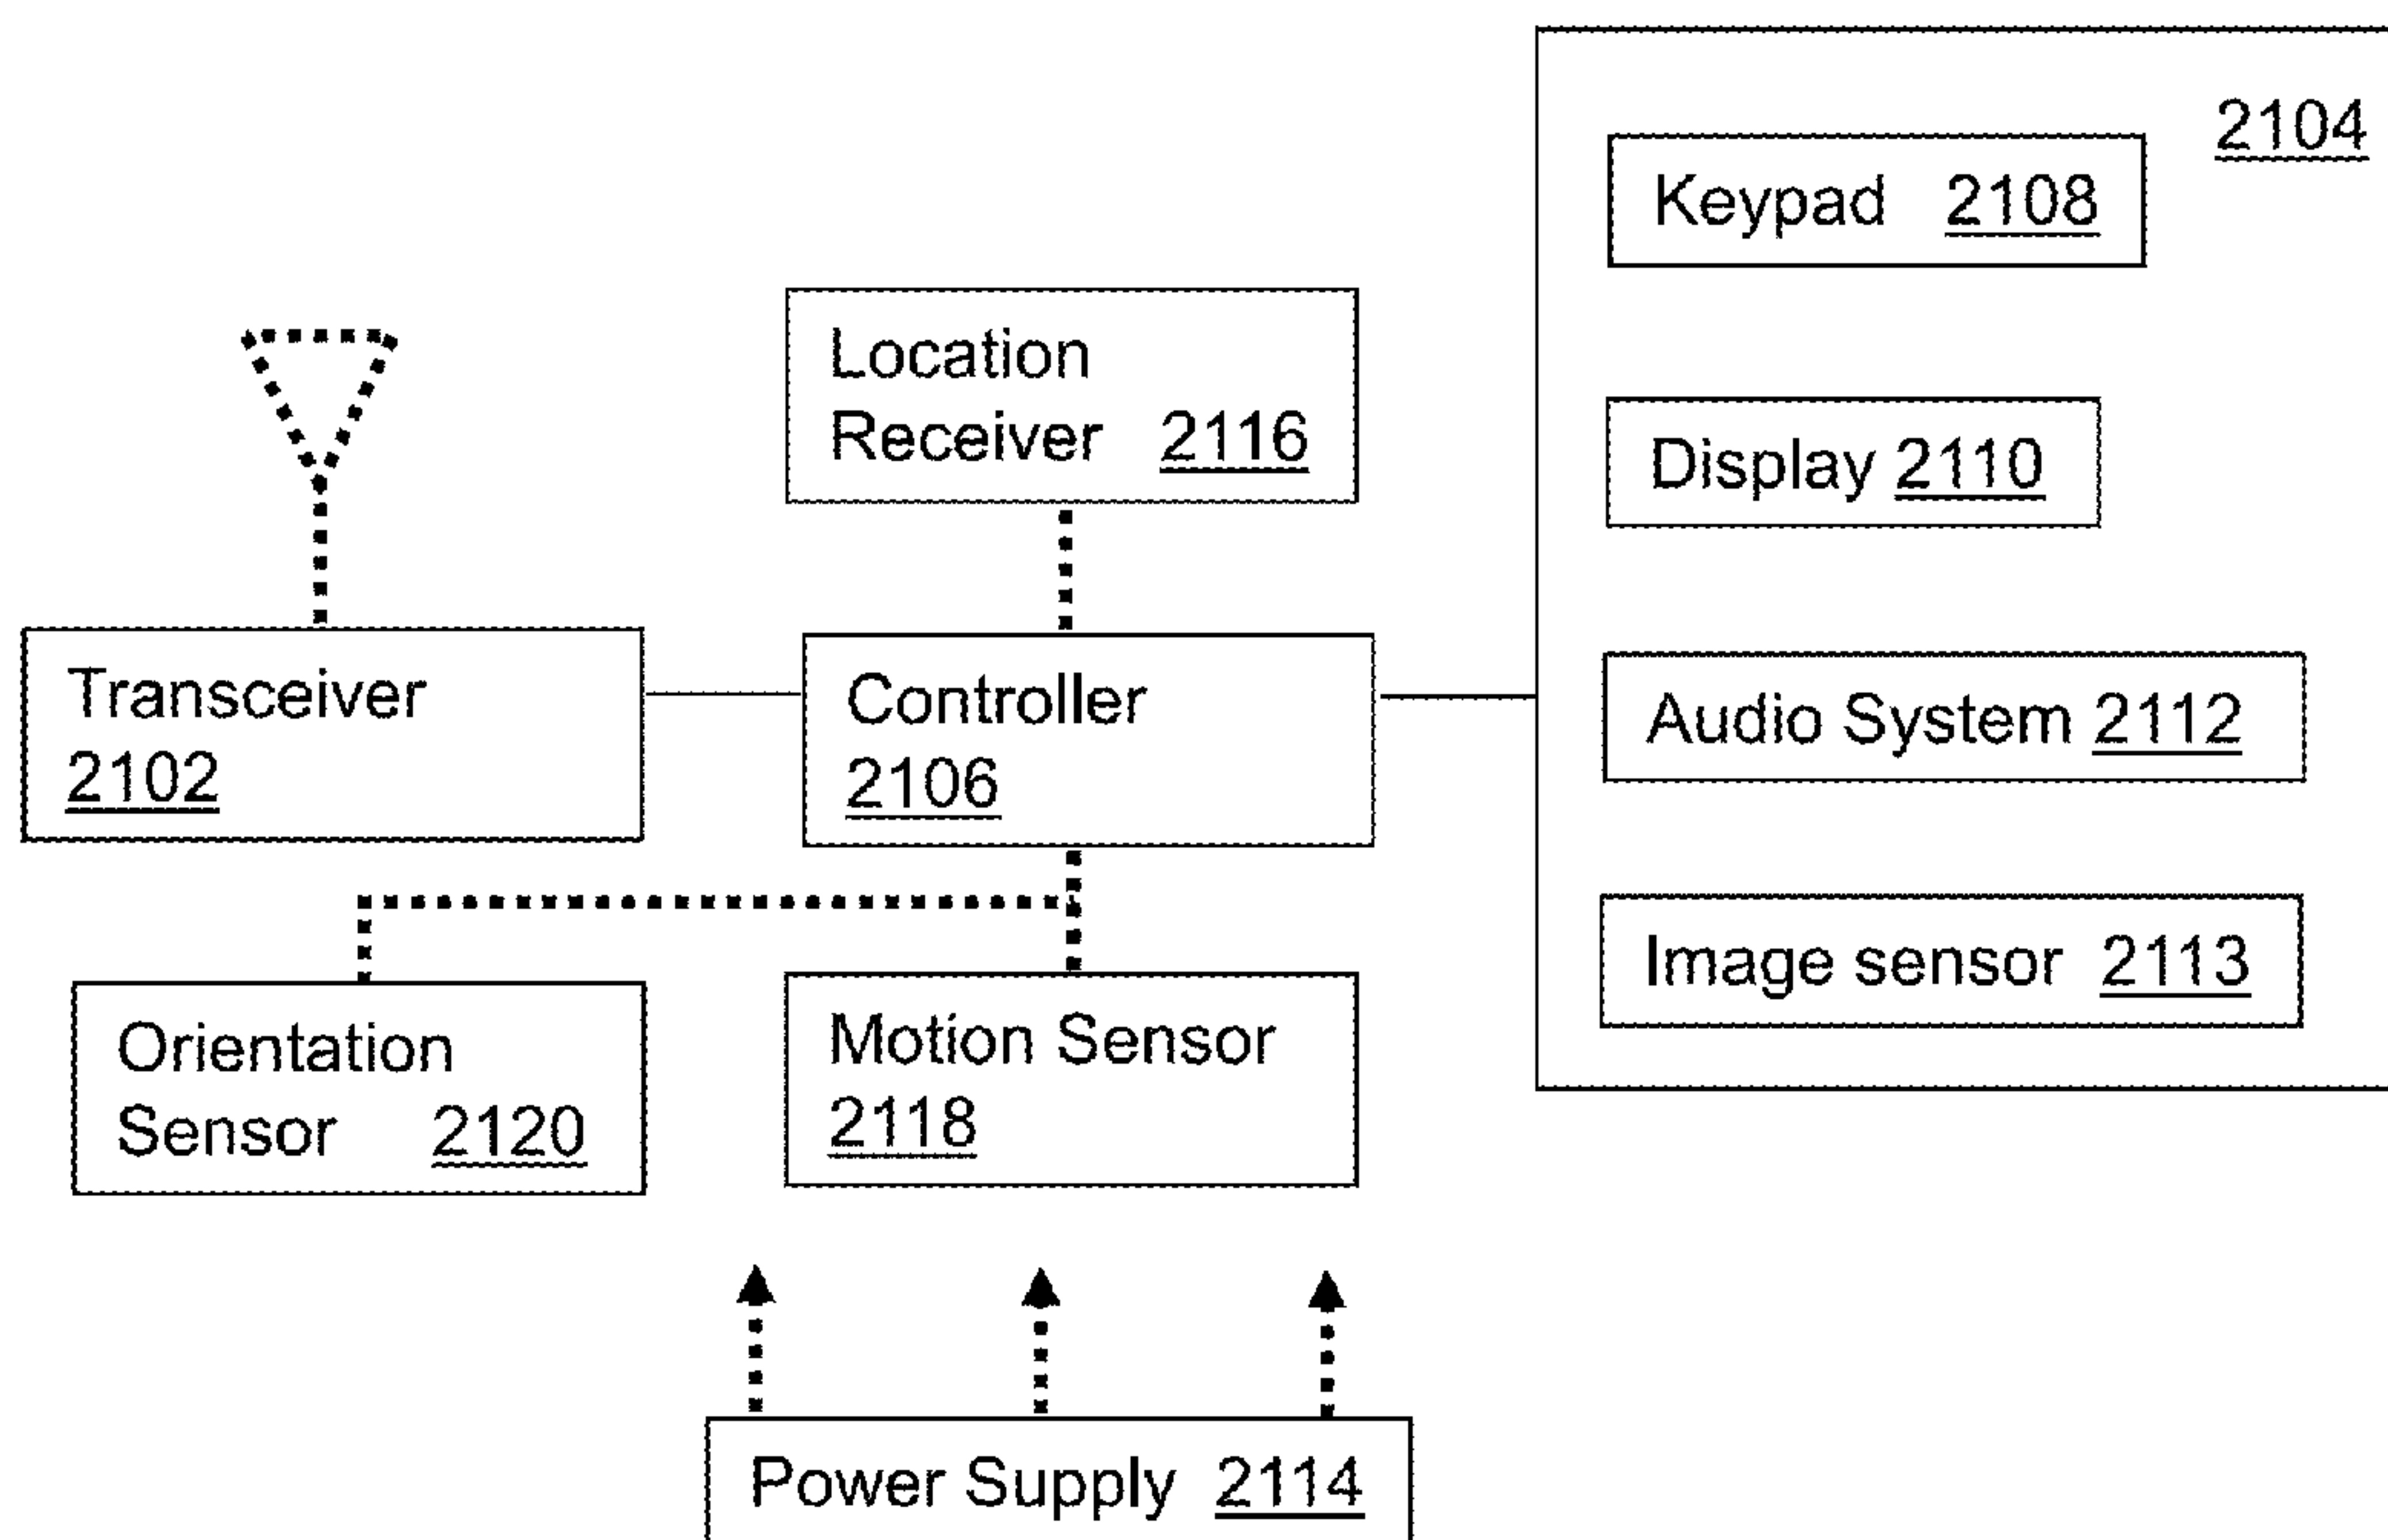 2104
Keypad 2108
Location
Receiver 2116
Display 2110
Transceiver
2102
Controller
2106
Audio System 2112
Image sensor 2113
Orientation
Sensor 2120
Motion Sensor
2118
Power Supply 2114